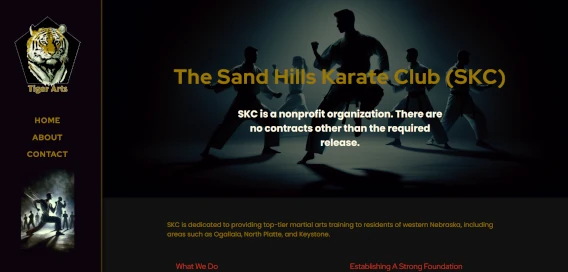 Tiger Arts
HOME
ABOUT
CONTACT
The Sand Hills Karate Club (SKC)
SKC is a nonprofit organization. There are
no contracts other than the required
release.
SKC is dedicated to providing top-tier martial arts training to residents of western Nebraska, including
areas such as Ogallala, North Platte, and Keystone.
What We Do
Establishing A Strong Foundation